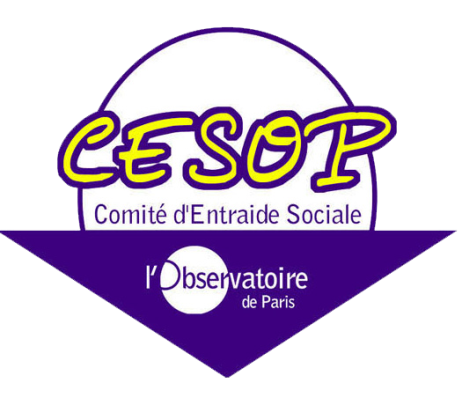 CESOP
Comité d'Entraide Sociale
l'Observatoire
de Paris